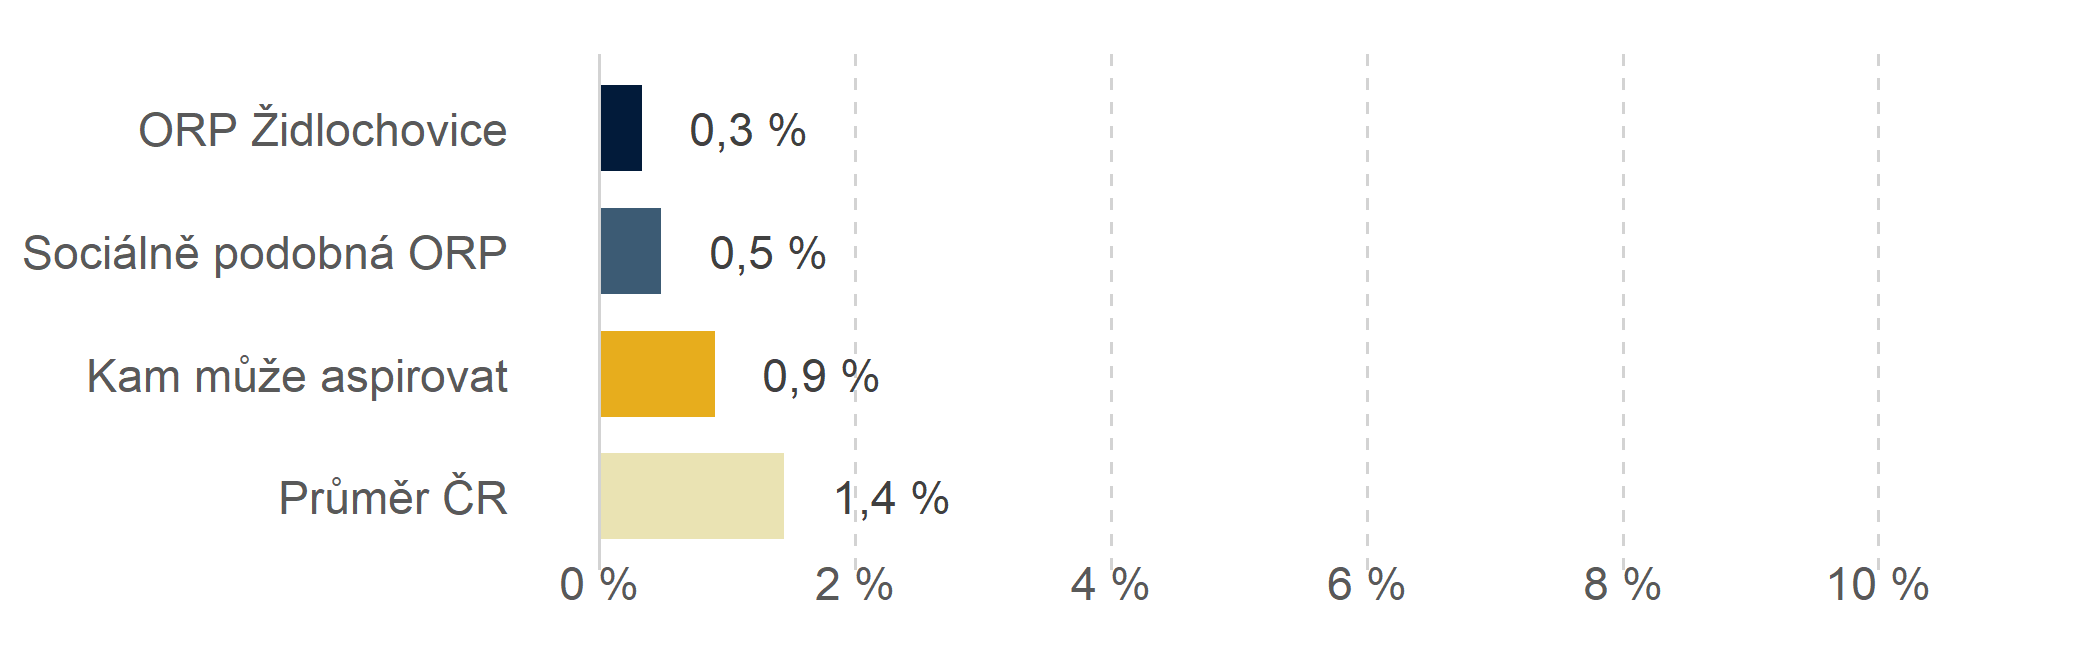 ORP Židlochovice
0,3 %
Sociálně podobná ORP
0,5 %
Kam může aspirovat
0,9 %
Průměr ČR
1,4 %
0 %
2 %
4 %
6 %
8 %
10 %